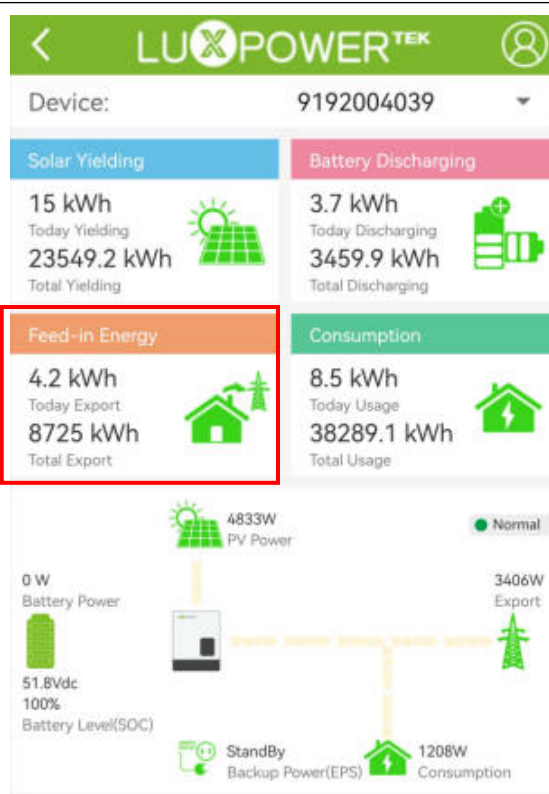 LUXPOWERTEK
Device: 9192004039
Solar Yielding
15 kWh
Today Yielding
23549.2 kWh
Total Yielding
Battery Discharging
3.7 kWh
Today Discharging
3459.9 kWh
Total Discharging
Feed-in Energy
4.2 kWh
Today Export
8725 kWh
Total Export
Consumption
8.5 kWh
Today Usage
38289.1 kWh
Total Usage
4833W
PV Power
Normal
0 W
Battery Power
3406W
Export
51.8Vdc
100%
Battery Level(SOC)
StandBy
Backup Power(EPS)
1208W
Consumption